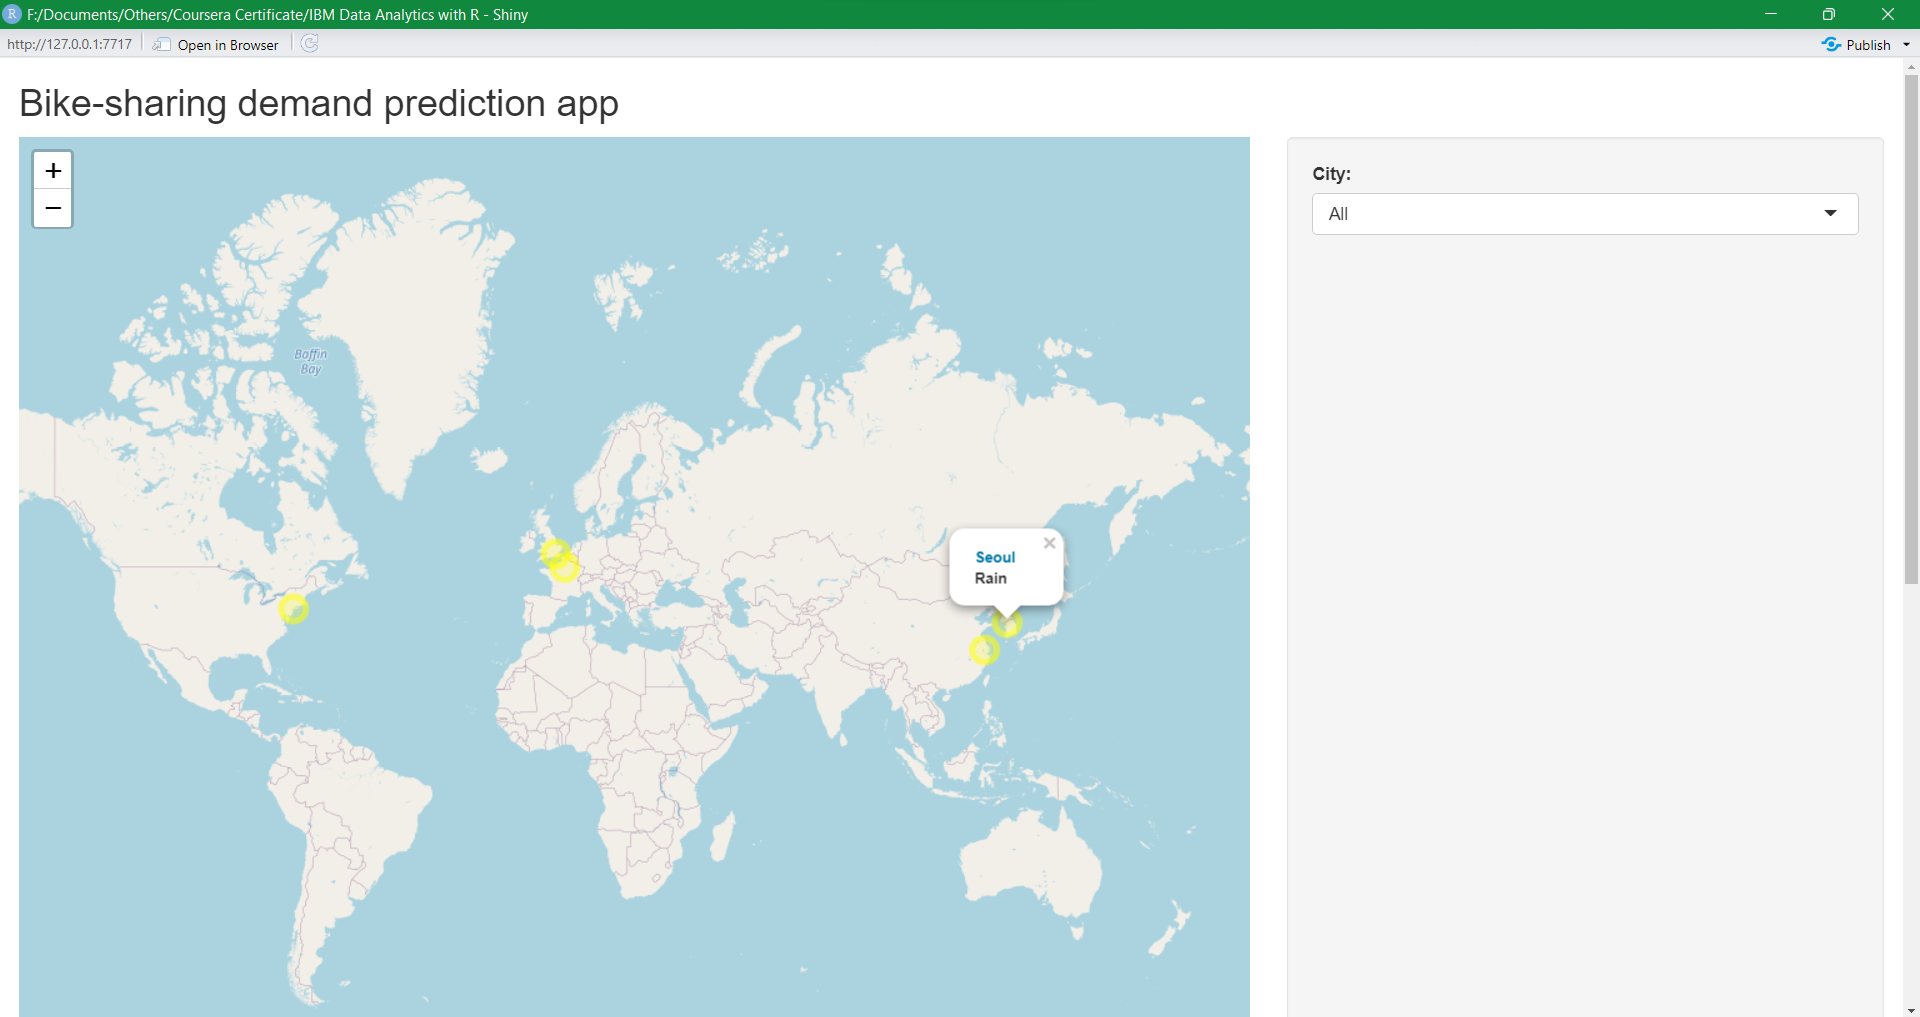 R F:/Documents/Others/Coursera Certificate/IBM Data Analytics with R - Shiny
http://127.0.0.1:7717 Open in Browser Publish
Bike-sharing demand prediction app
+
−
City:
All
Baffin
Bay
Seoul
Rain